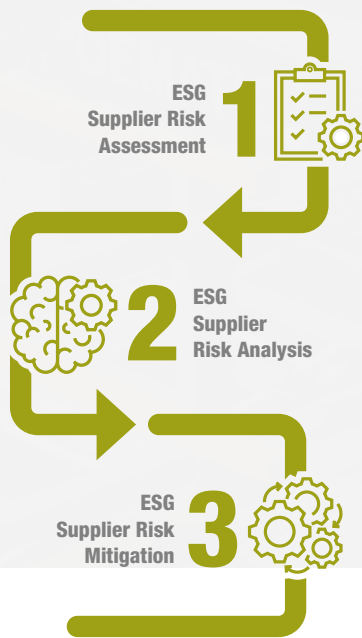 ESG
Supplier Risk
Assessment
1
2
ESG
Supplier
Risk Analysis
ESG
Supplier Risk
Mitigation
3